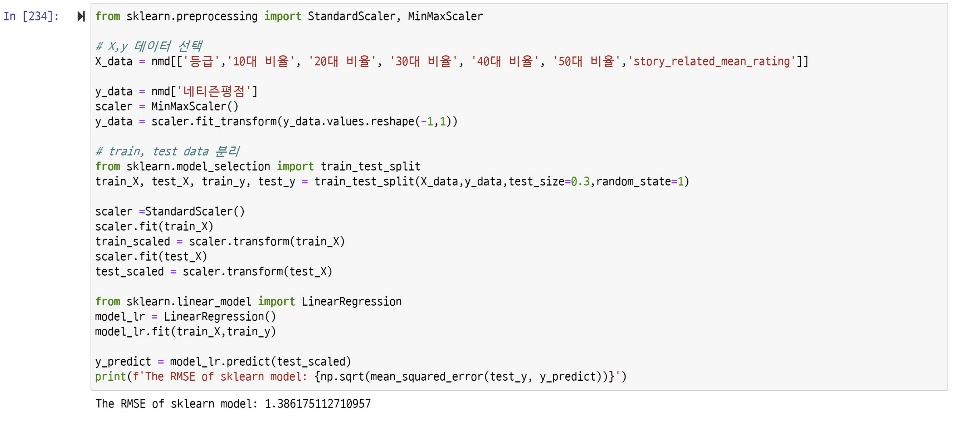 In [234]:
from sklearn.preprocessing import StandardScaler, MinMaxScaler
# X,y 데이터 선택
X_data = nmd[['등급','10대 비율', '20대 비율', '30대 비율', '40대 비율', '50대 비율','story_related_mean_rating']]
y_data = nmd['네티즌평점']
scaler = MinMaxScaler()
y_data = scaler.fit_transform(y_data.values.reshape(-1,1))
# train, test data 분리
from sklearn.model_selection import train_test_split
train_X, test_X, train_y, test_y = train_test_split(X_data,y_data,test_size=0.3,random_state=1)
scaler =StandardScaler()
scaler.fit(train_X)
train_scaled = scaler.transform(train_X)
scaler.fit(test_X)
test_scaled = scaler.transform(test_X)
from sklearn.linear_model import LinearRegression
model_lr = LinearRegression()
model_lr.fit(train_X,train_y)
y_predict = model_lr.predict(test_scaled)
print(f'The RMSE of sklearn model: {np.sqrt(mean_squared_error(test_y, y_predict))}')
The RMSE of sklearn model: 1.386175112710957